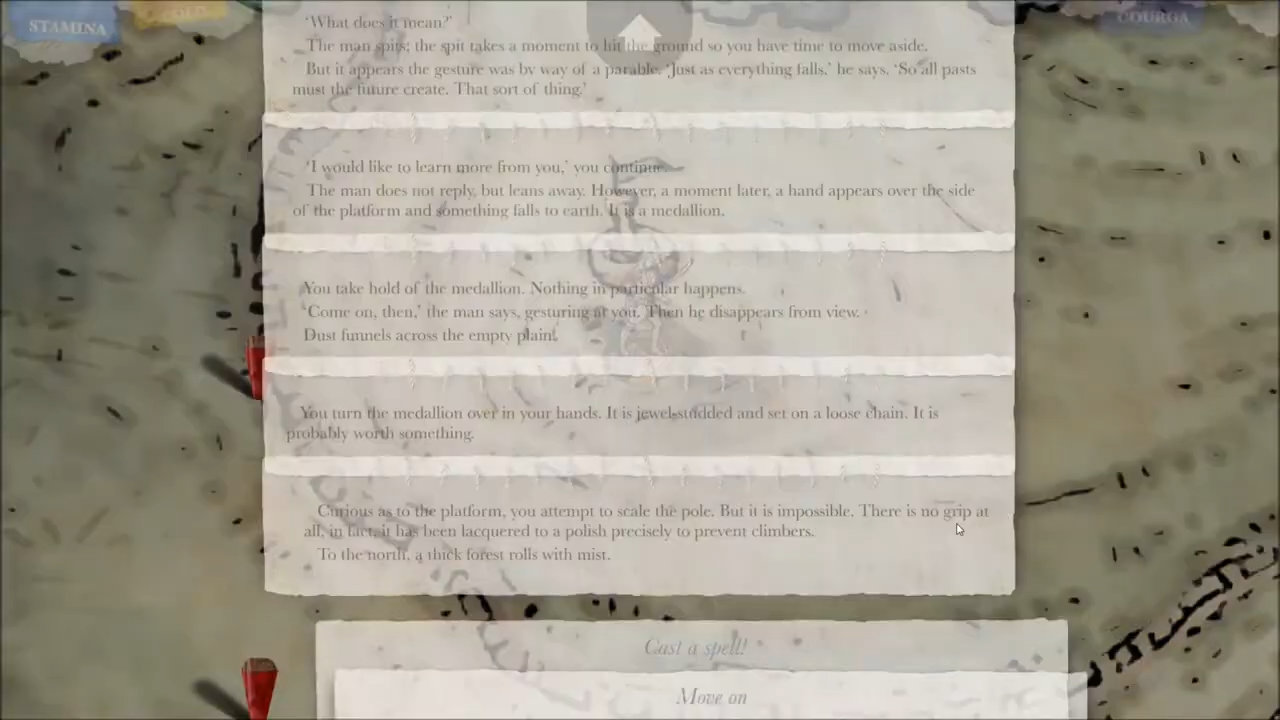 STAMINA
GOLD
COURGA
'What does it mean?'
The man spits; the spit takes a moment to hit the ground so you have time to move aside.
But it appears the gesture was by way of a parable. 'Just as everything falls,' he says. 'So all pasts
must the future create. That sort of thing.'
'I would like to learn more from you,' you continue.
The man does not reply, but leans away. However, a moment later, a hand appears over the side
of the platform and something falls to earth. It is a medallion.
You take hold of the medallion. Nothing in particular happens.
'Come on, then,' the man says, gesturing at you. Then he disappears from view.
Dust funnels across the empty plain.
You turn the medallion over in your hands. It is jewel-studded and set on a loose chain. It is
probably worth something.
Curious as to the platform, you attempt to scale the pole. But it is impossible. There is no grip at
all, in fact, it has been lacquered to a polish precisely to prevent climbers.
To the north, a thick forest rolls with mist.
Cast a spell!
Move on